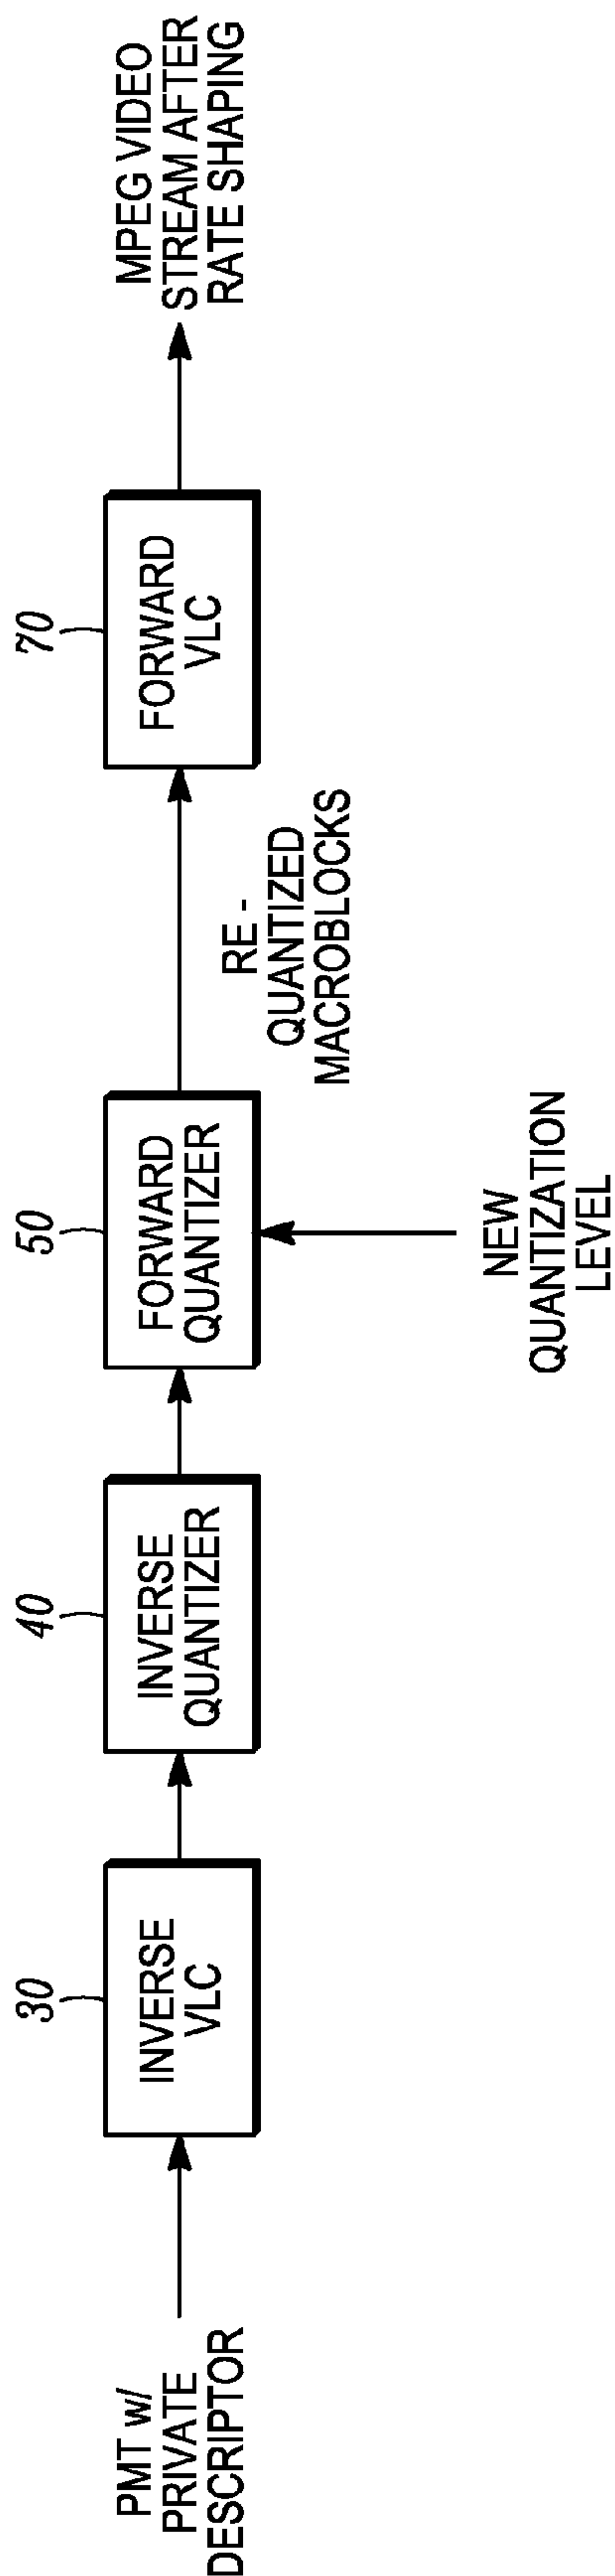 PMT w/
PRIVATE
DESCRIPTOR
30
INVERSE
VLC
40
INVERSE
QUANTIZER
50
FORWARD
QUANTIZER
NEW
QUANTIZATION
LEVEL
RE -
QUANTIZED
MACROBLOCKS
70
FORWARD
VLC
MPEG VIDEO
STREAM AFTER
RATE SHAPING